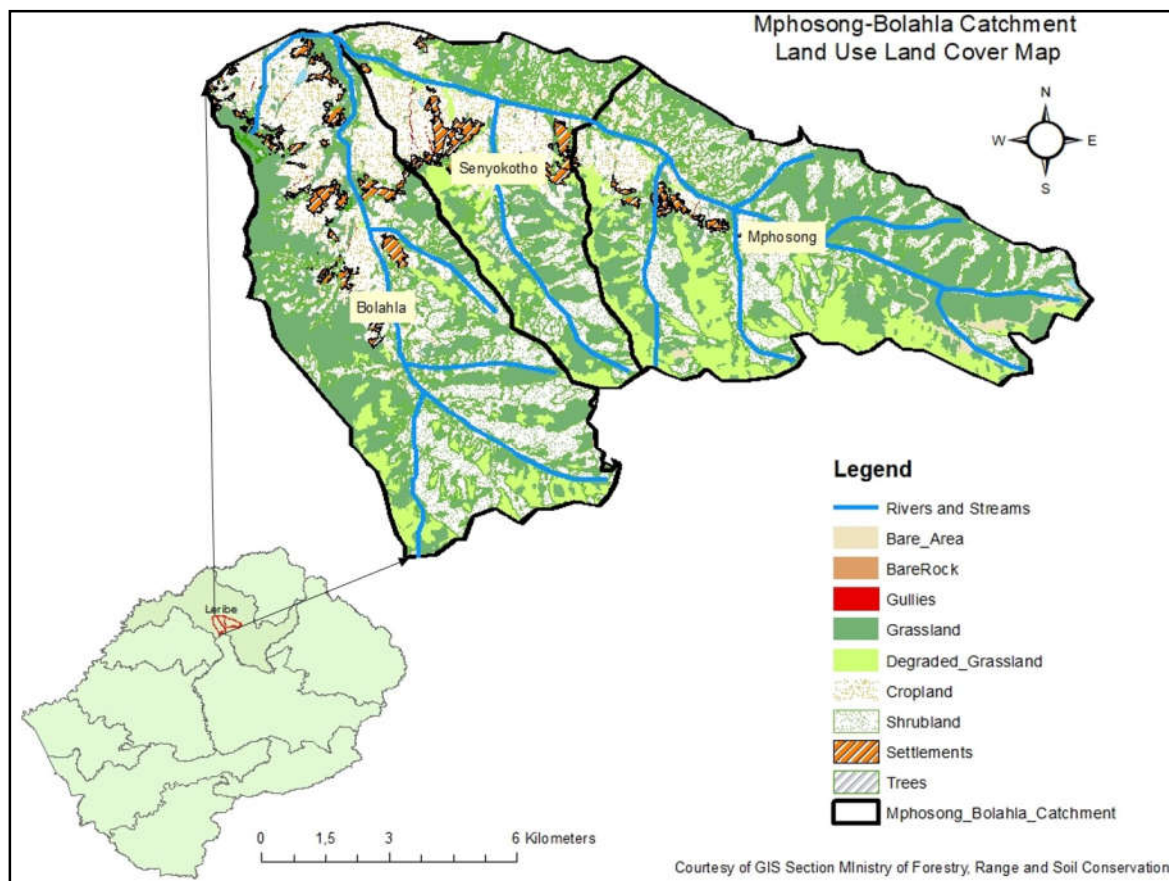 Mphosong-Bolahla Catchment
Land Use Land Cover Map
N
W E
S
Senyokotho
Mphosong
Bolahla
Legend
Rivers and Streams
Bare_Area
BareRock
Gullies
Grassland
Degraded_Grassland
Cropland
Shrubland
Settlements
Trees
Mphosong_Bolahla_Catchment
Leribe
0 1,5 3 6 Kilometers
Courtesy of GIS Section MInistry of Forestry, Range and Soil Conservation